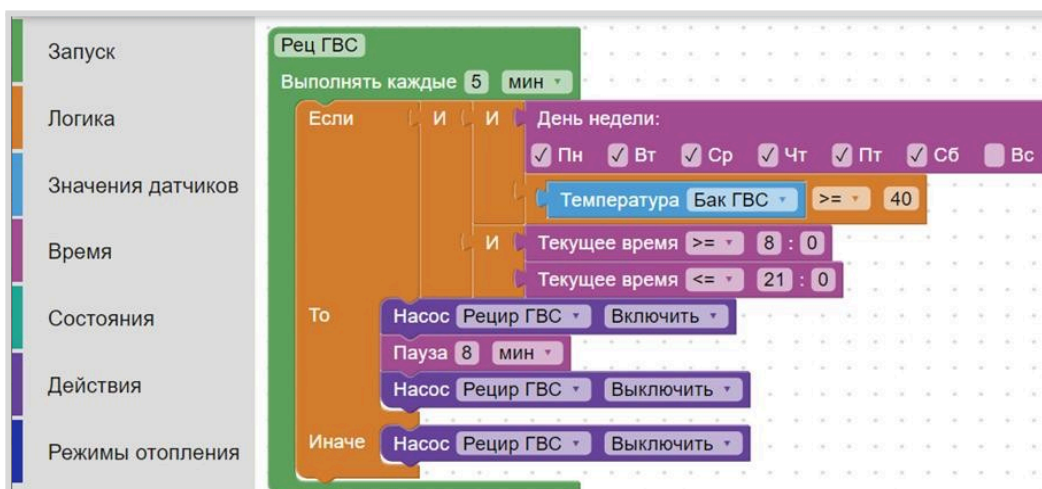 Запуск
Логика
Значения датчиков
Время
Состояния
Действия
Режимы отопления
Рец ГВС
Выполнять каждые 5 мин
Если И И День недели:
Пн Вт Ср Чт Пт Сб Вс
Температура Бак ГВС >= 40
И Текущее время >= 8 : 0
Текущее время <= 21 : 0
То Насос Рецир ГВС Включить
Пауза 8 мин
Насос Рецир ГВС Выключить
Иначе Насос Рецир ГВС Выключить